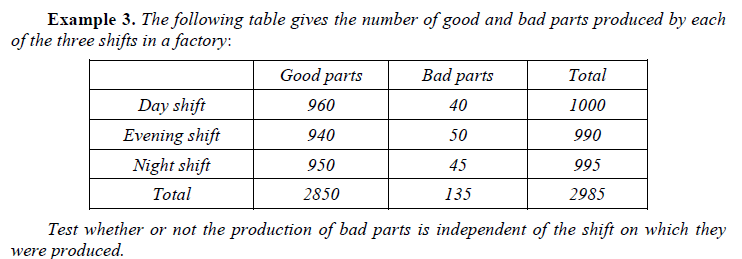 Example 3. The following table gives the number of good and bad parts produced by each
of the three shifts in a factory:
Good parts Bad parts Total
Day shift 960 40 1000
Evening shift 940 50 990
Night shift 950 45 995
Total 2850 135 2985
Test whether or not the production of bad parts is independent of the shift on which they
were produced.